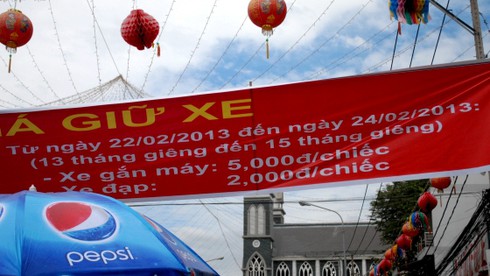 IÁ GIỮ XE
Từ ngày 22/02/2013 đến ngày 24/02/2013:
(13 tháng giêng đến 15 tháng giêng)
- Xe gắn máy: 5,000đ/chiếc
- Xe đạp: 2,000đ/chiếc
pepsi